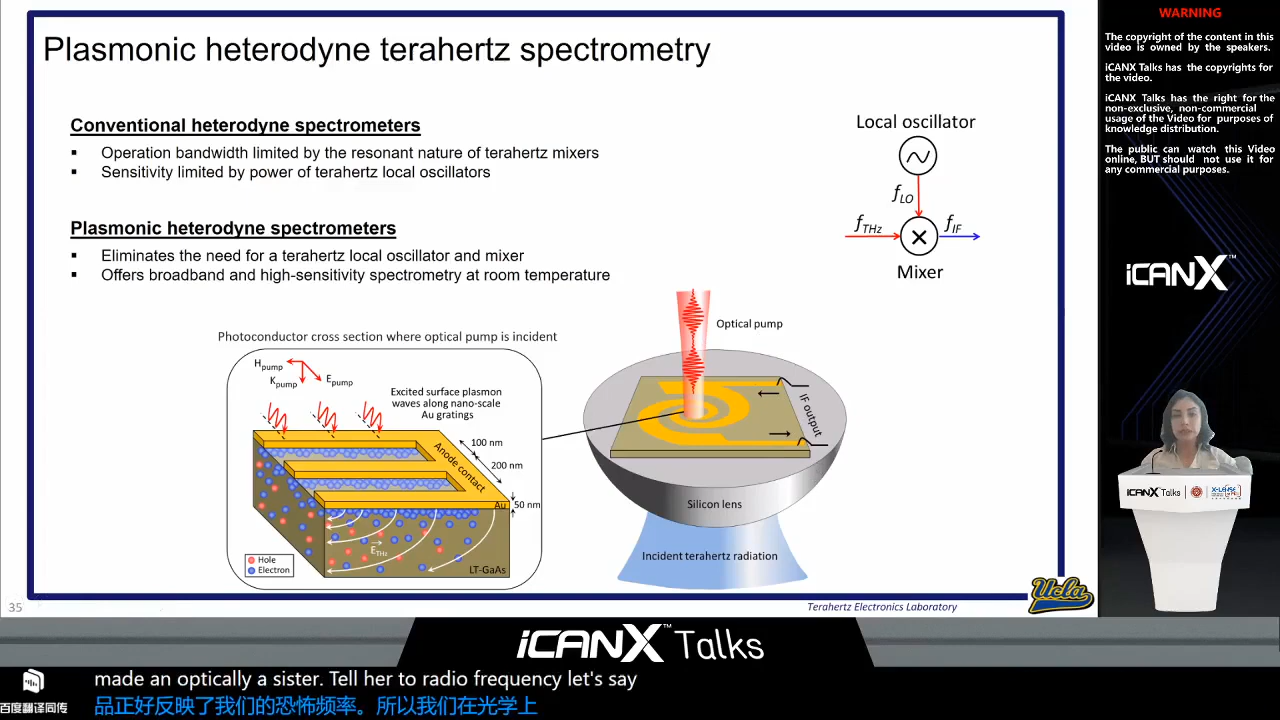 Plasmonic heterodyne terahertz spectrometry
Conventional heterodyne spectrometers
▪ Operation bandwidth limited by the resonant nature of terahertz mixers
▪ Sensitivity limited by power of terahertz local oscillators
Plasmonic heterodyne spectrometers
▪ Eliminates the need for a terahertz local oscillator and mixer
▪ Offers broadband and high-sensitivity spectrometry at room temperature
Local oscillator
fLO
fTHz
fIF
Mixer
Photoconductor cross section where optical pump is incident
Hpump
Kpump
Epump
Excited surface plasmon
waves along nano-scale
Au gratings
100 nm
200 nm
Anode contact
Au
50 nm
ETHz
Hole
Electron
LT-GaAs
Optical pump
IF output
Silicon lens
Incident terahertz radiation
35
Terahertz Electronics Laboratory
Ucla
WARNING
The copyright of the content in this
video is owned by the speakers.
iCANX Talks has the copyrights for
the video.
iCANX Talks has the right for the
non-exclusive, non-commercial
usage of the Video for purposes of
knowledge distribution.
The public can watch this Video
online, BUT should not use it for
any commercial purposes.
iCANX™
iCANX Talks
iCANX™ Talks
made an optically a sister. Tell her to radio frequency let's say
品正好反映了我们的恐怖频率。所以我们在光学上
百度翻译同传